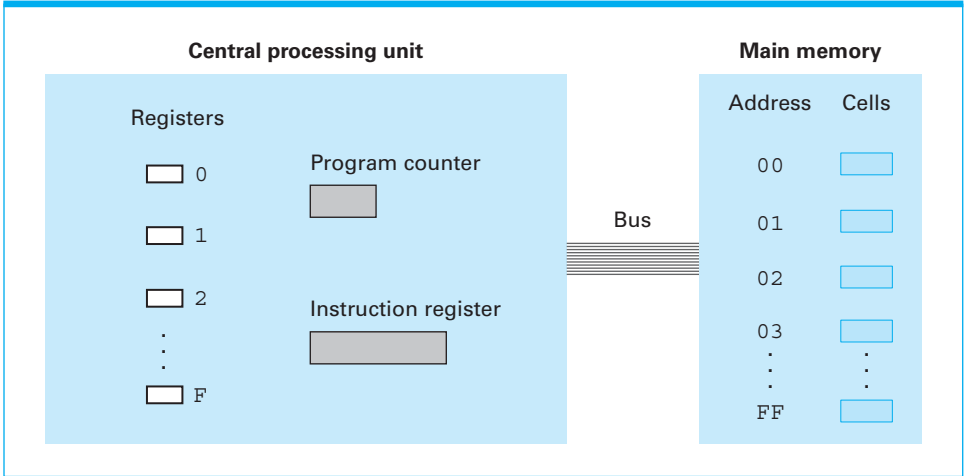 Central processing unit
Main memory
Registers
0
1
2
F
Program counter
Instruction register
Bus
Address Cells
00
01
02
03
FF